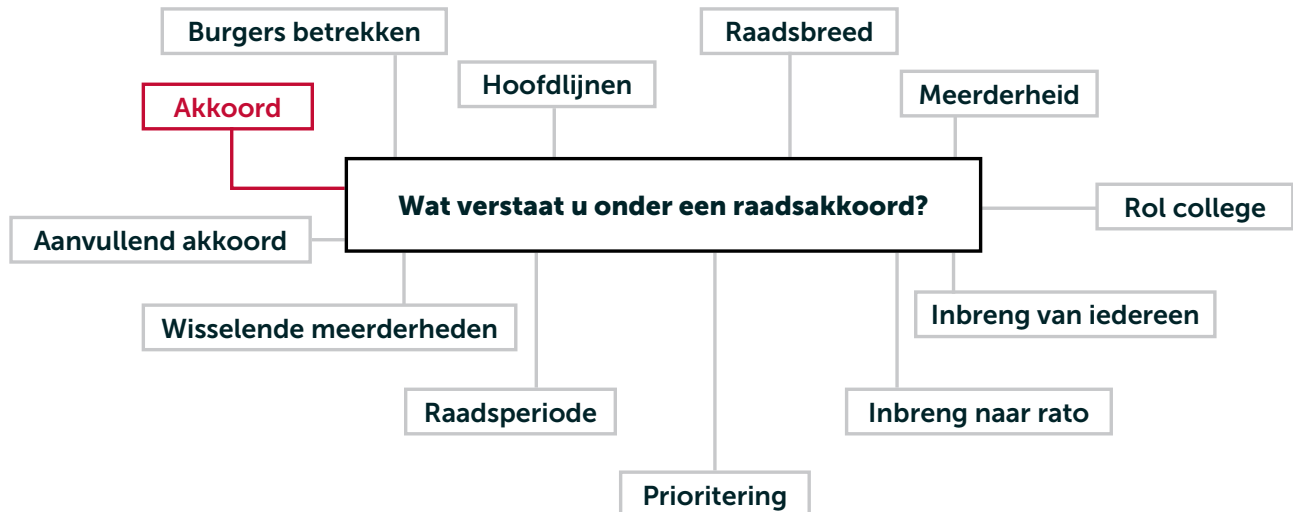 Burgers betrekken
Raadsbreed
Hoofdlijnen
Meerderheid
Akkoord
Wat verstaat u onder een raadsakkoord?
Rol college
Aanvullend akkoord
Inbreng van iedereen
Wisselende meerderheden
Raadsperiode
Inbreng naar rato
Prioritering